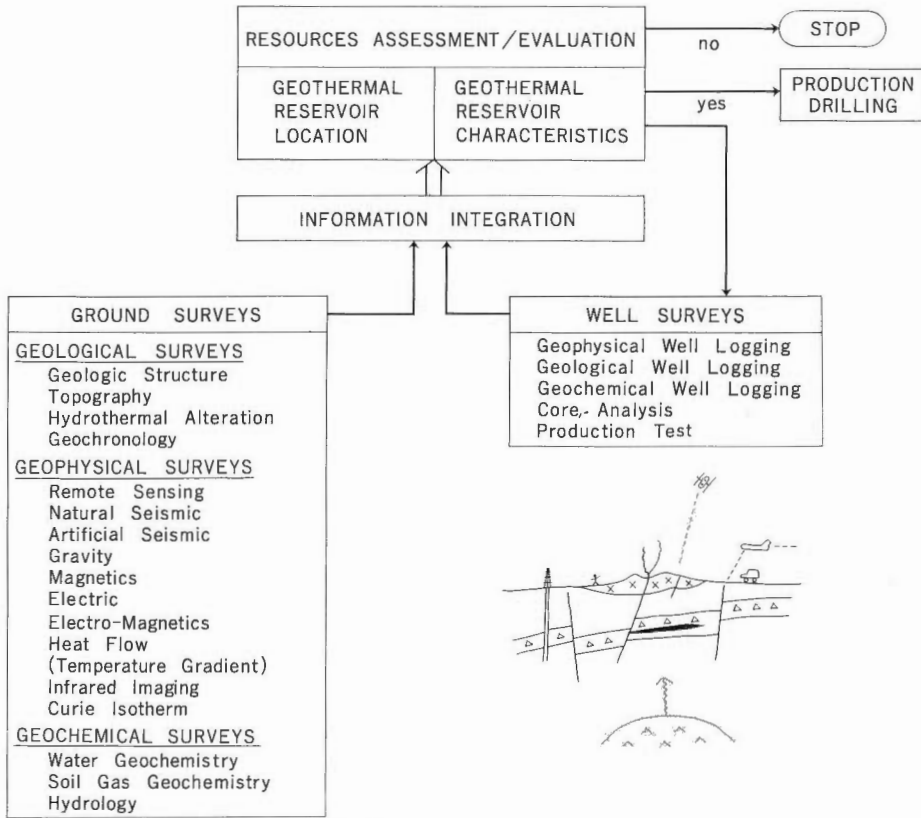 RESOURCES ASSESSMENT/EVALUATION
no
STOP
GEOTHERMAL
RESERVOIR
LOCATION
GEOTHERMAL
RESERVOIR
CHARACTERISTICS
yes
PRODUCTION
DRILLING
INFORMATION INTEGRATION
GROUND SURVEYS
GEOLOGICAL SURVEYS
Geologic Structure
Topography
Hydrothermal Alteration
Geochronology
GEOPHYSICAL SURVEYS
Remote Sensing
Natural Seismic
Artificial Seismic
Gravity
Magnetics
Electric
Electro-Magnetics
Heat Flow
(Temperature Gradient)
Infrared Imaging
Curie Isotherm
GEOCHEMICAL SURVEYS
Water Geochemistry
Soil Gas Geochemistry
Hydrology
WELL SURVEYS
Geophysical Well Logging
Geological Well Logging
Geochemical Well Logging
Core,- Analysis
Production Test